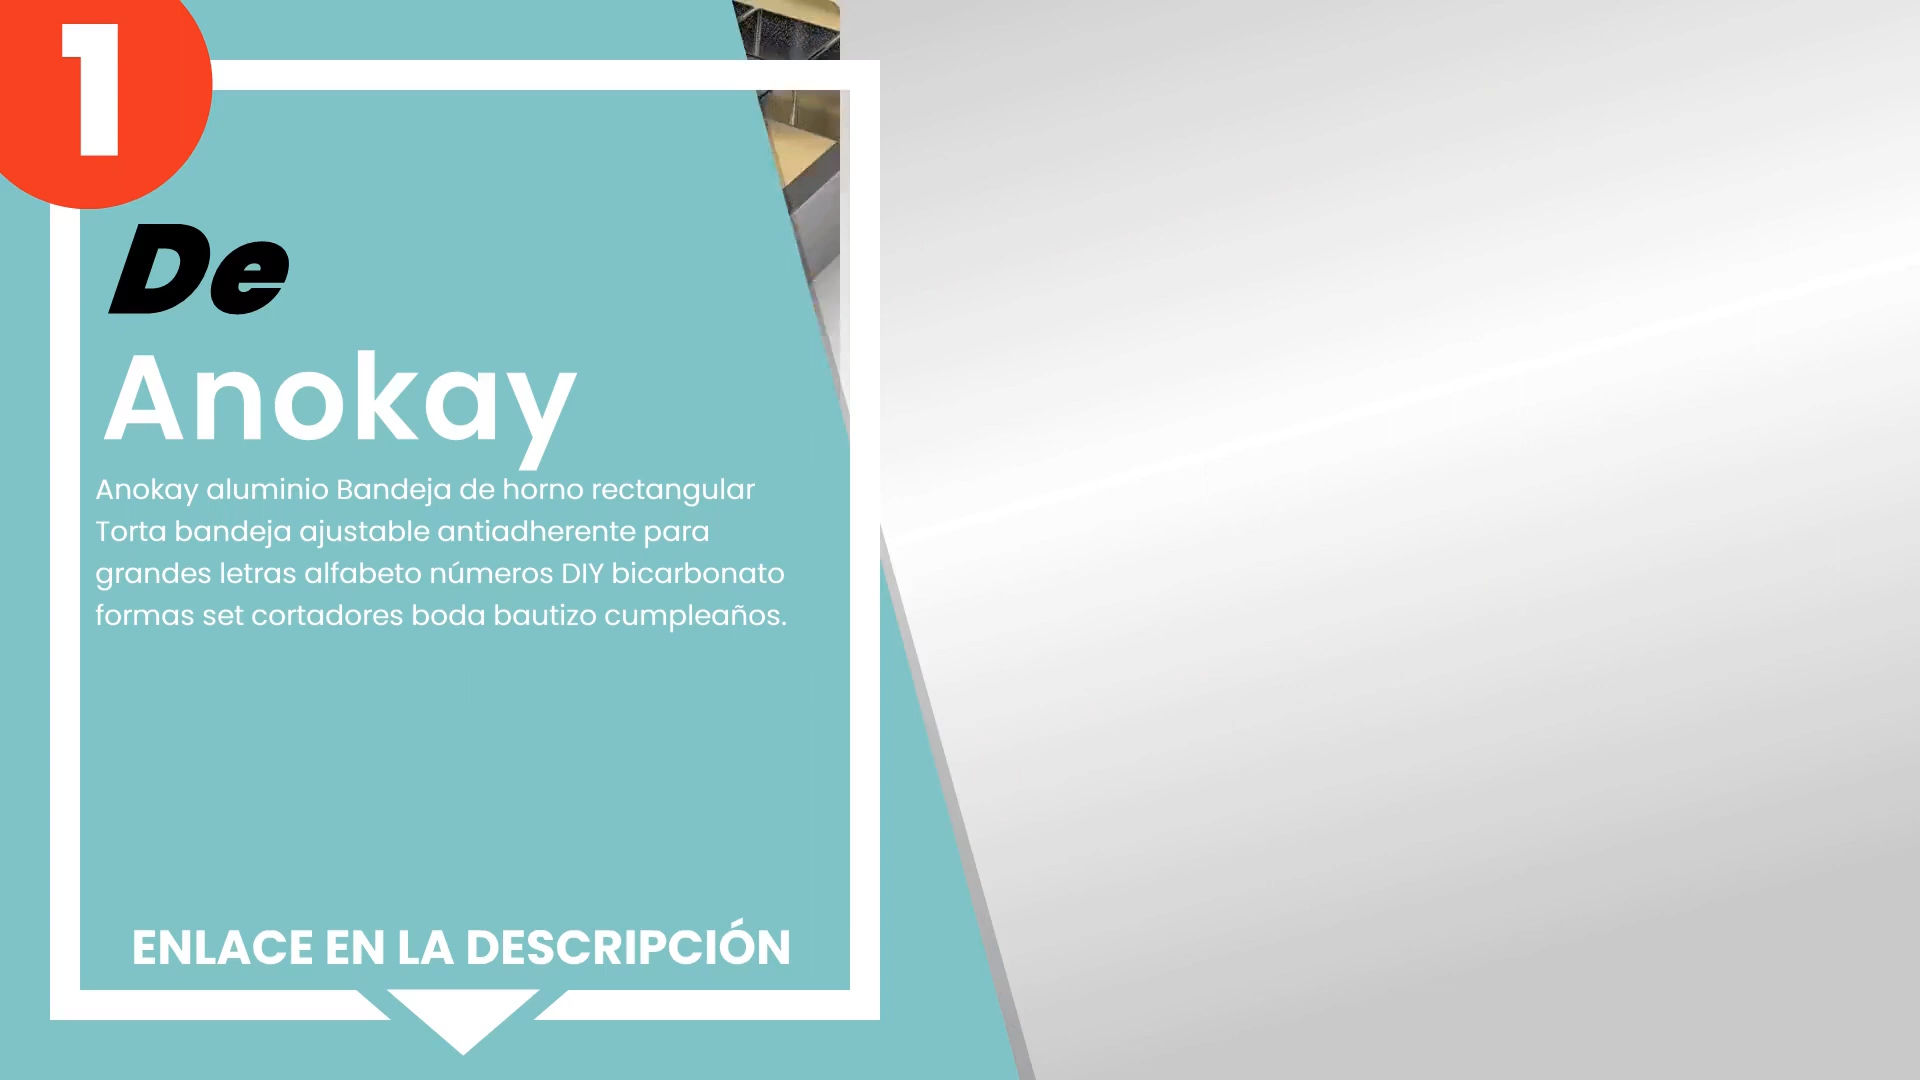 1
De
Anokay
Anokay aluminio Bandeja de horno rectangular
Torta bandeja ajustable antiadherente para
grandes letras alfabeto números DIY bicarbonato
formas set cortadores boda bautizo cumpleaños.
ENLACE EN LA DESCRIPCIÓN